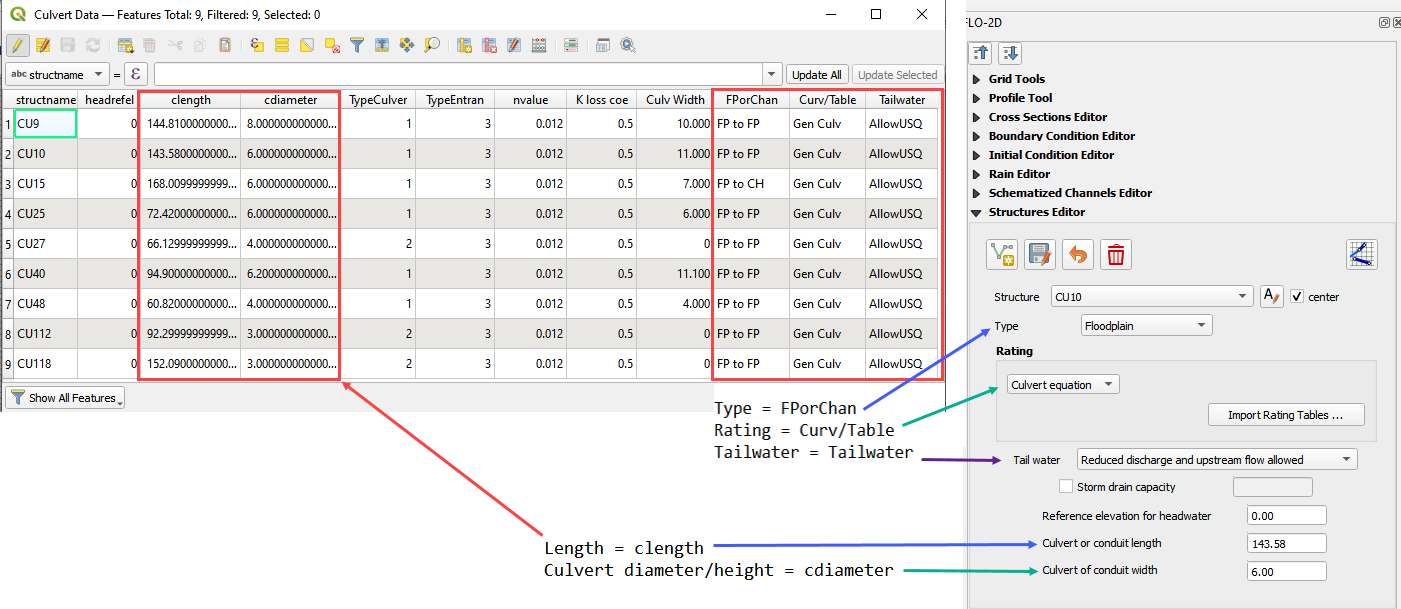 Culvert Data — Features Total: 9, Filtered: 9, Selected: 0
abc structname = ε Update All Update Selected
structname headrefel clength cdiameter TypeCulver TypeEntran nvalue K loss coe Culv Width FPorChan Curv/Table Tailwater
1 CU9 0 144.8100000000... 8.000000000000... 1 3 0.012 0.5 10.000 FP to FP Gen Culv AllowUSQ
2 CU10 0 143.5800000000... 6.000000000000... 1 3 0.012 0.5 11.000 FP to FP Gen Culv AllowUSQ
3 CU15 0 168.0099999999... 6.000000000000... 1 3 0.012 0.5 7.000 FP to CH Gen Culv AllowUSQ
4 CU25 0 72.42000000000... 6.000000000000... 1 3 0.012 0.5 6.000 FP to FP Gen Culv AllowUSQ
5 CU27 0 66.12999999999... 4.000000000000... 2 3 0.012 0.5 0 FP to FP Gen Culv AllowUSQ
6 CU40 0 94.90000000000... 6.200000000000... 1 3 0.012 0.5 11.100 FP to FP Gen Culv AllowUSQ
7 CU48 0 60.82000000000... 4.000000000000... 1 3 0.012 0.5 4.000 FP to FP Gen Culv AllowUSQ
8 CU112 0 92.29999999999... 3.000000000000... 2 3 0.012 0.5 0 FP to FP Gen Culv AllowUSQ
9 CU118 0 152.0900000000... 3.000000000000... 2 3 0.012 0.5 0 FP to FP Gen Culv AllowUSQ
Show All Features
Type = FPorChan
Rating = Curv/Table
Tailwater = Tailwater
Length = clength
Culvert diameter/height = cdiameter
FLO-2D
Grid Tools
Profile Tool
Cross Sections Editor
Boundary Condition Editor
Initial Condition Editor
Rain Editor
Schematized Channels Editor
Structures Editor
Structure CU10 A center
Type Floodplain
Rating
Culvert equation
Import Rating Tables ...
Tail water Reduced discharge and upstream flow allowed
Storm drain capacity
Reference elevation for headwater 0.00
Culvert or conduit length 143.58
Culvert of conduit width 6.00